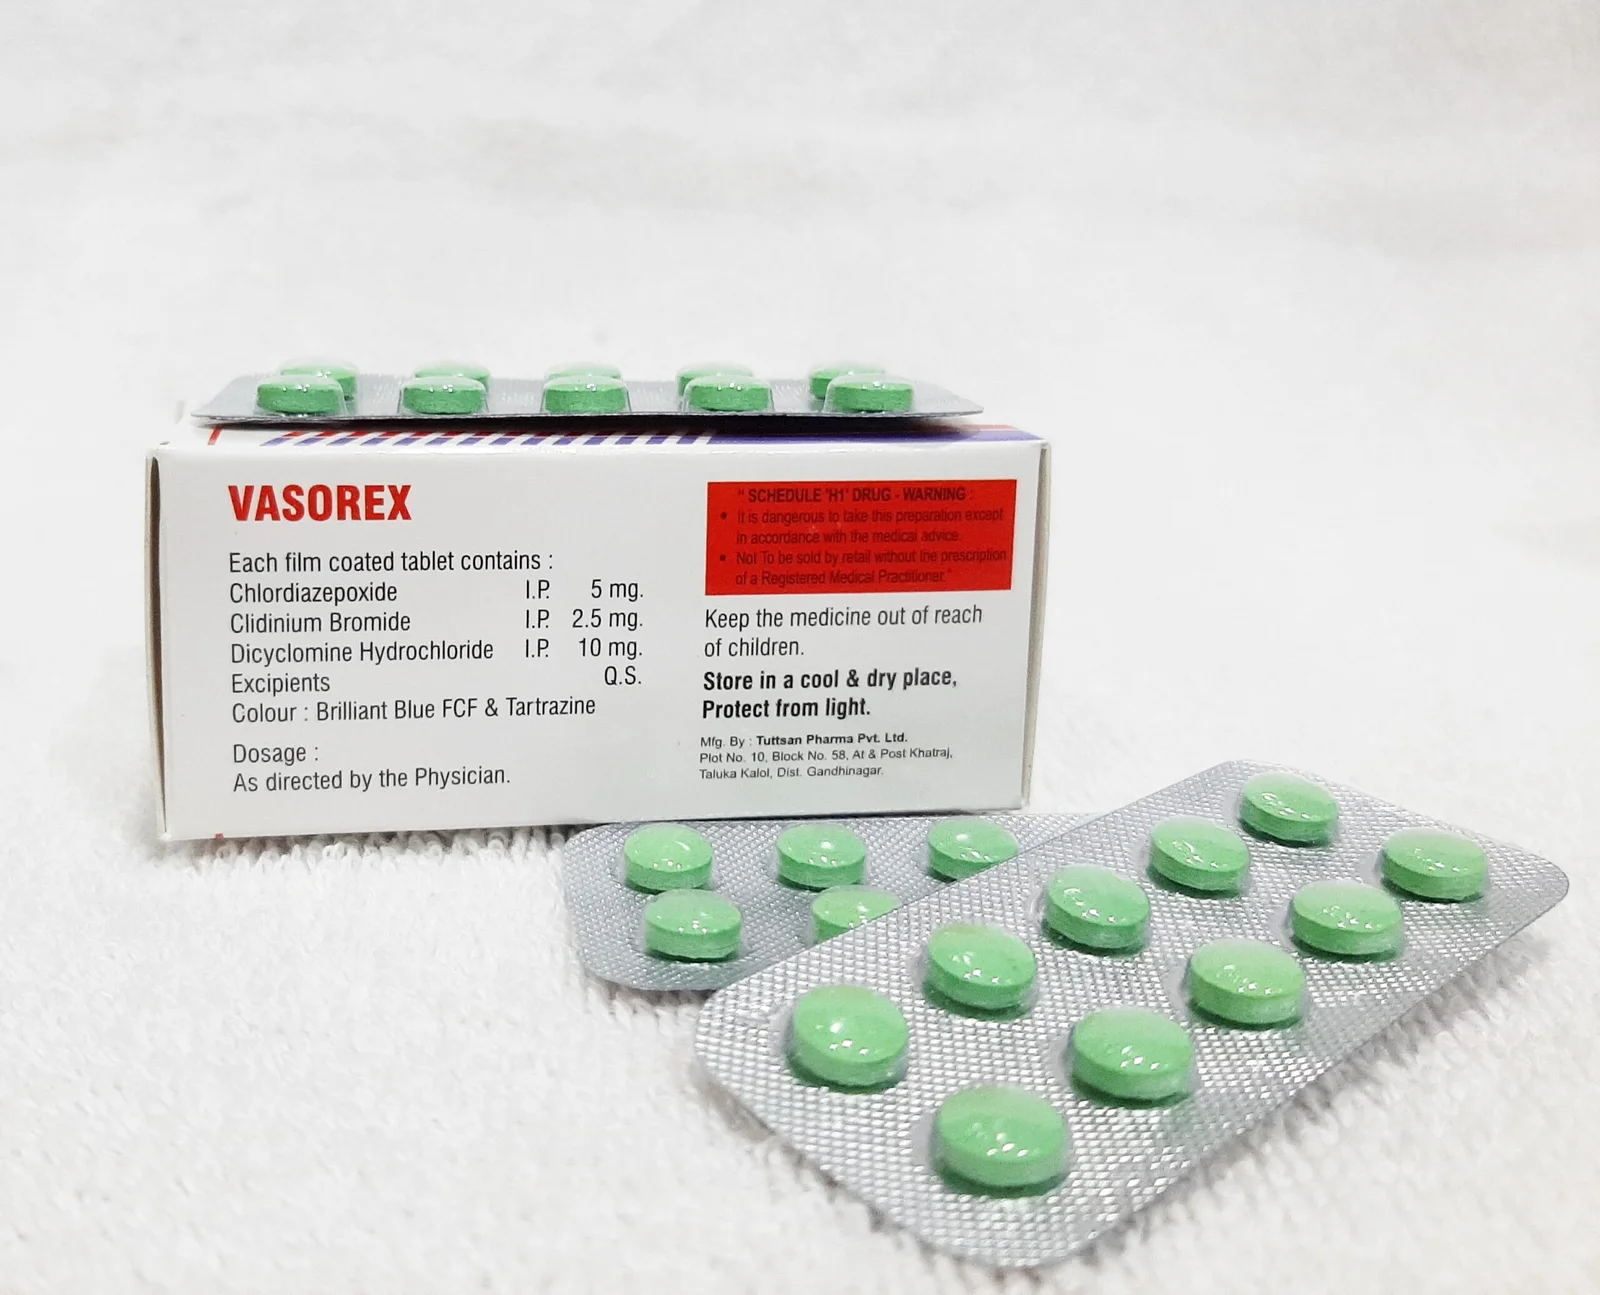 VASOREX
Each film coated tablet contains :
Chlordiazepoxide I.P. 5 mg.
Clidinium Bromide I.P. 2.5 mg.
Dicyclomine Hydrochloride I.P. 10 mg.
Excipients Q.S.
Colour : Brilliant Blue FCF & Tartrazine
Dosage :
As directed by the Physician.
" SCHEDULE 'H1' DRUG - WARNING :
• It is dangerous to take this preparation except
in accordance with the medical advice.
• Not To be sold by retail without the prescription
of a Registered Medical Practitioner."
Keep the medicine out of reach
of children.
Store in a cool & dry place,
Protect from light.
Mfg. By : Tuttsan Pharma Pvt. Ltd.
Plot No. 10, Block No. 58, At & Post Khatraj,
Taluka Kalol, Dist. Gandhinagar.